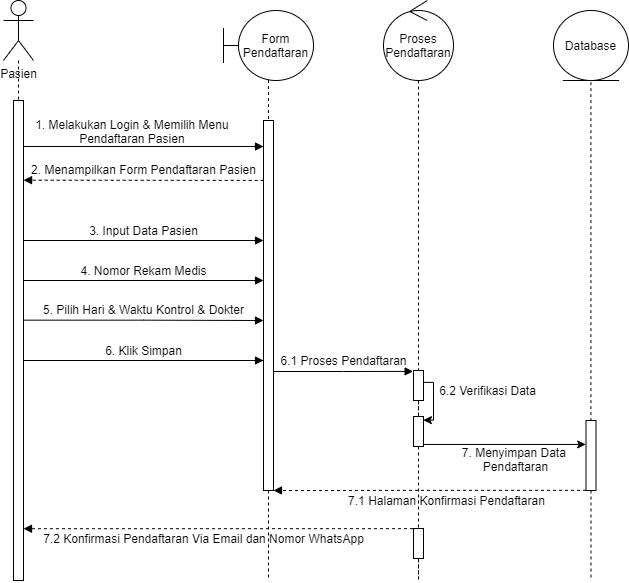 Pasien
Form
Pendaftaran
Proses
Pendaftaran
Database
1. Melakukan Login & Memilih Menu
Pendaftaran Pasien
2. Menampilkan Form Pendaftaran Pasien
3. Input Data Pasien
4. Nomor Rekam Medis
5. Pilih Hari & Waktu Kontrol & Dokter
6. Klik Simpan
6.1 Proses Pendaftaran
6.2 Verifikasi Data
7. Menyimpan Data
Pendaftaran
7.1 Halaman Konfirmasi Pendaftaran
7.2 Konfirmasi Pendaftaran Via Email dan Nomor WhatsApp